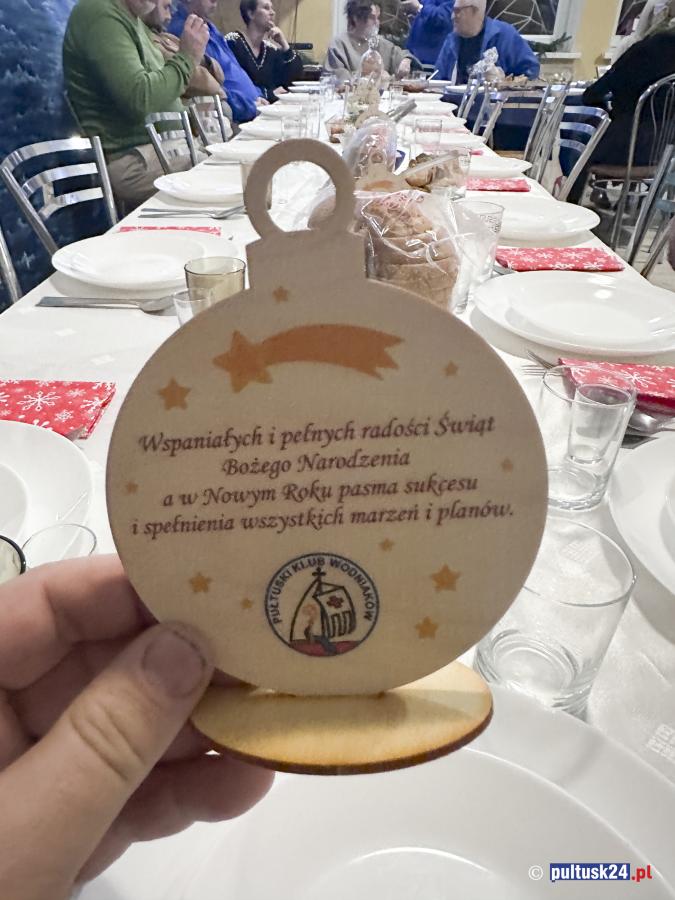 Wspaniałych i pełnych radości Świąt
Bożego Narodzenia
a w Nowym Roku pasma sukcesu
i spełnienia wszystkich marzeń i planów.
PUŁTUSKI KLUB WODNIAKÓW
© pultusk24.pl